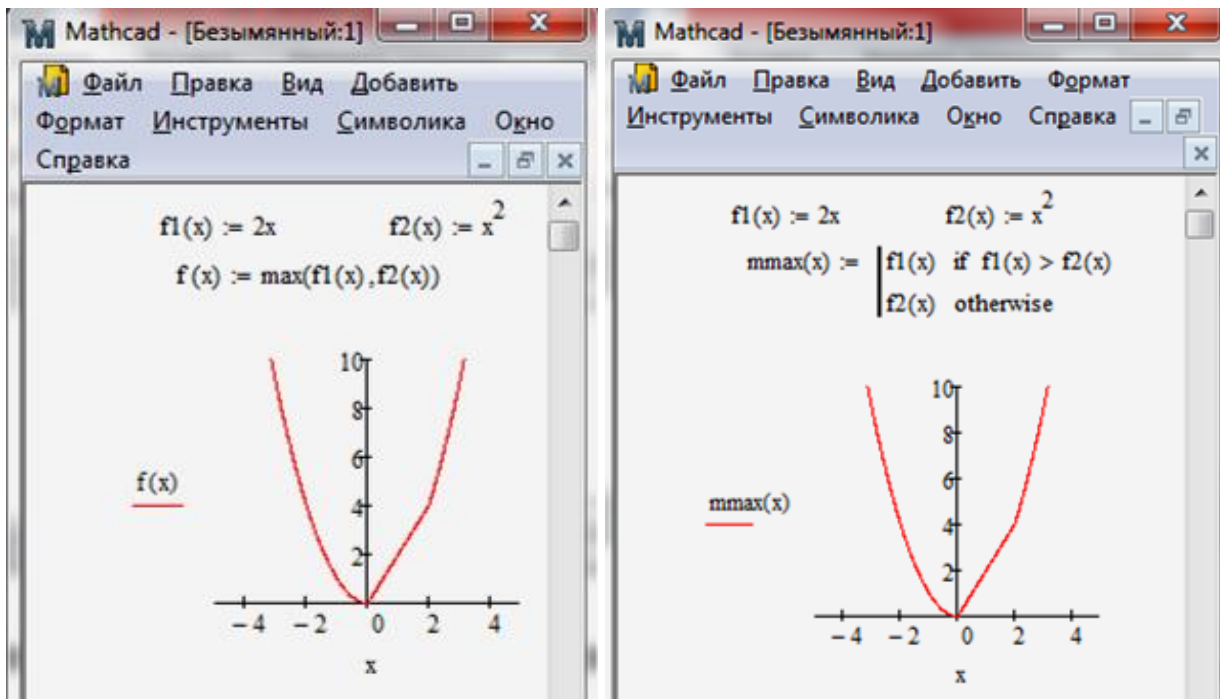 Mathcad - [Безымянный:1]
Файл Правка Вид Добавить
Формат Инструменты Символика Окно
Справка
f1(x) := 2x f2(x) := x²
f(x) := max(f1(x),f2(x))
10
8
6
f(x)
4
2
−4 −2 0 2 4
x
Mathcad - [Безымянный:1]
Файл Правка Вид Добавить Формат
Инструменты Символика Окно Справка
f1(x) := 2x f2(x) := x²
mmax(x) := f1(x) if f1(x) > f2(x)
f2(x) otherwise
10
8
6
mmax(x)
4
2
−4 −2 0 2 4
x